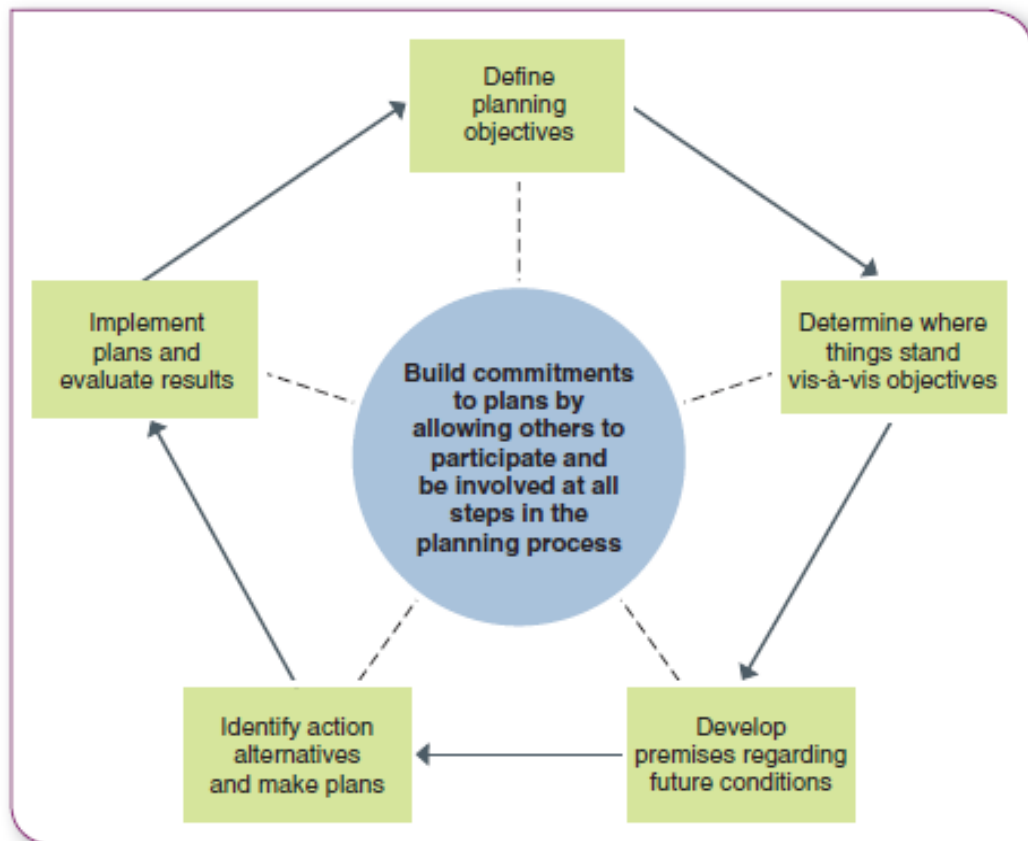 Define
planning
objectives
Determine where
things stand
vis-à-vis objectives
Develop
premises regarding
future conditions
Identify action
alternatives
and make plans
Implement
plans and
evaluate results
Build commitments
to plans by
allowing others to
participate and
be involved at all
steps in the
planning process